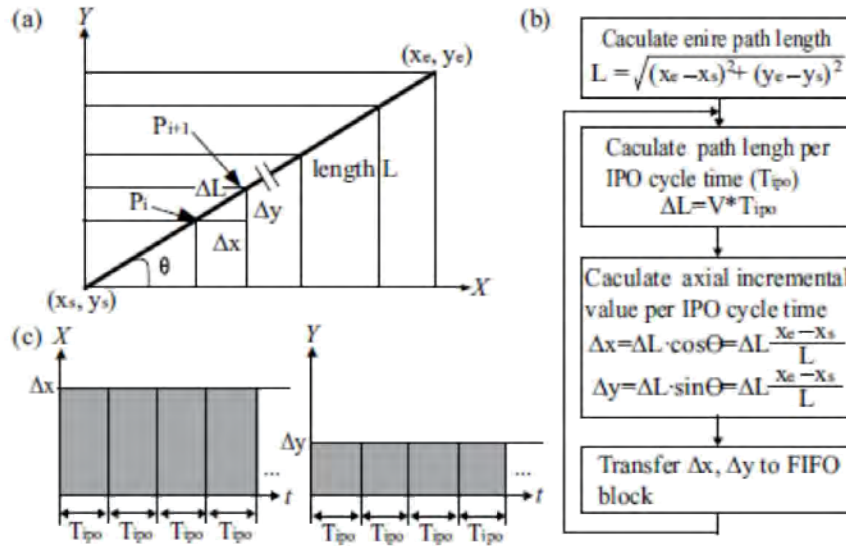 (a)
Y
(xe, ye)
Pi+1
length L
ΔL
Pi
Δy
Δx
θ
(xs, ys)
X
(b)
Caculate enire path length
L = √(xe −xs)²+ (ye−ys)²
Caculate path lengh per
IPO cycle time (Tipo)
ΔL=V*Tipo
Caculate axial incremental
value per IPO cycle time
Δx=ΔL·cosΘ=ΔL xe−xs/L
Δy=ΔL·sinΘ=ΔL xe−xs/L
Transfer Δx, Δy to FIFO
block
(c)
X
Δx
...
t
Tipo Tipo Tipo Tipo
Y
Δy
...
t
Tipo Tipo Tipo Tipo